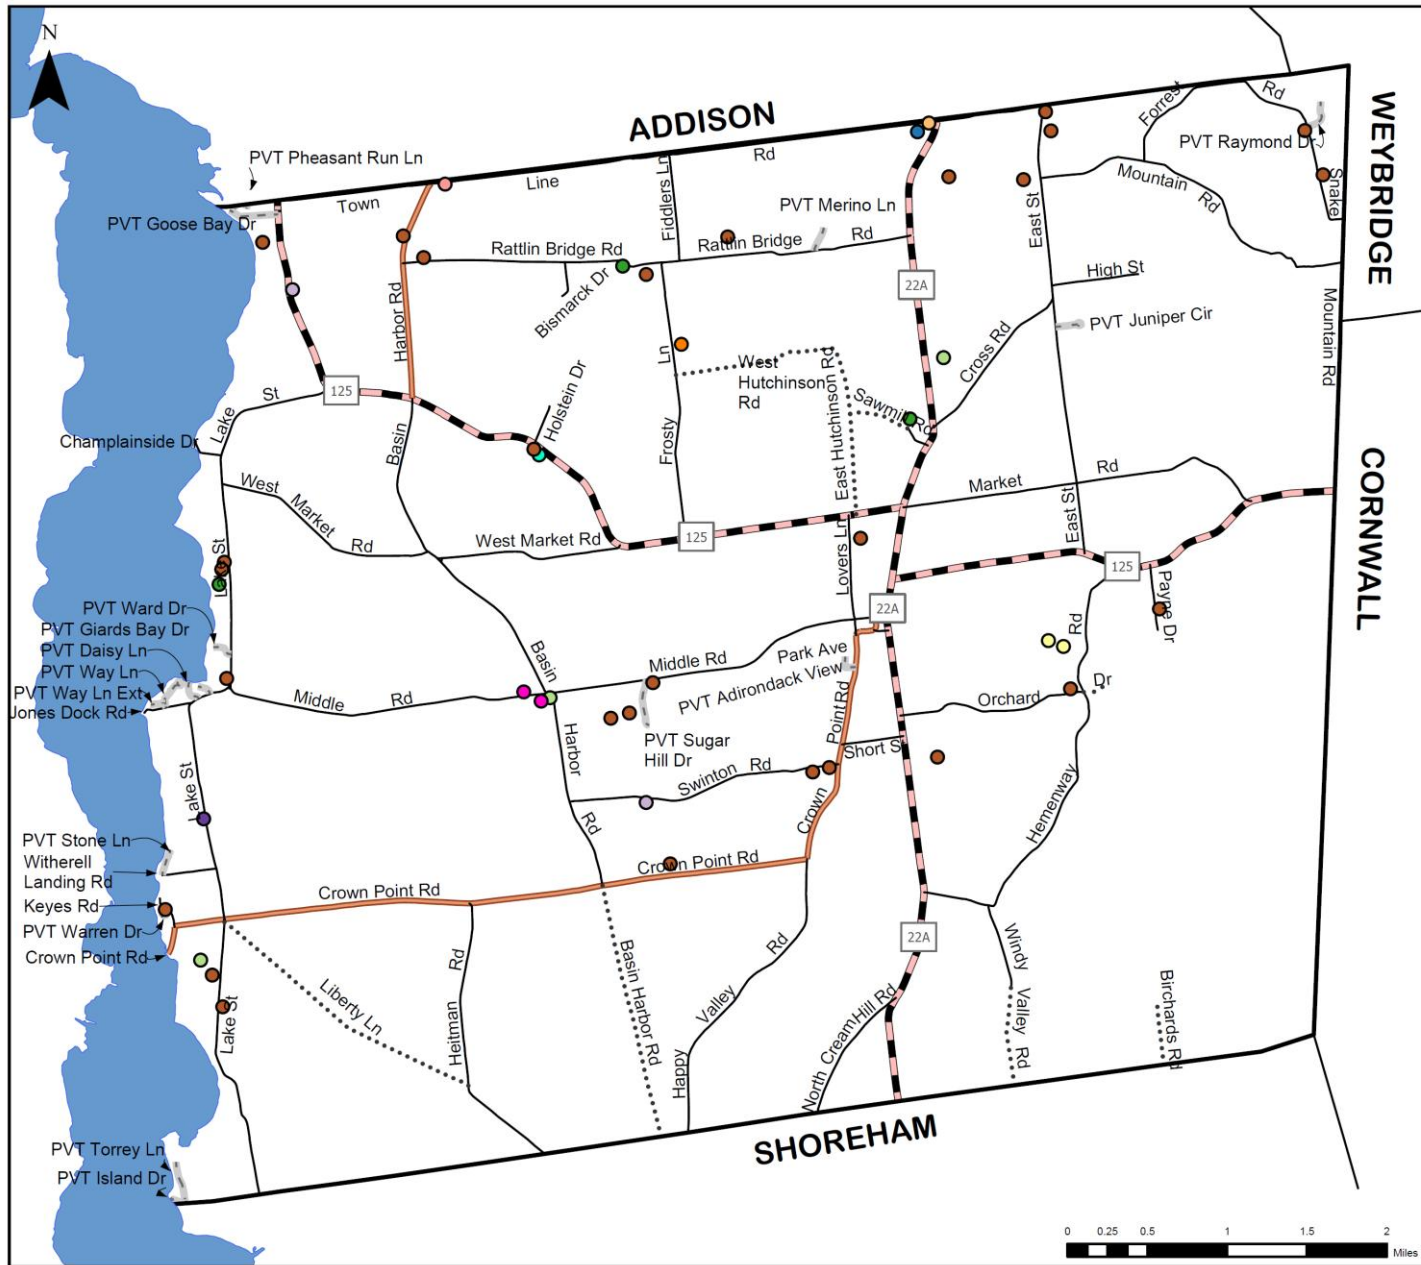 N
ADDISON
WEYBRIDGE
CORNWALL
SHOREHAM
PVT Pheasant Run Ln
PVT Goose Bay Dr
Town
Line
Rd
Forrest
Rd
PVT Raymond Dr
Snake
Mountain
Rd
Mountain Rd
Fiddlers Ln
PVT Merino Ln
East St
Rattlin Bridge Rd
Rattlin Bridge
Rd
Bismarck Dr
Harbor Rd
22A
High St
PVT Juniper Cir
Cross Rd
Ln
Frosty
West
Hutchinson
Rd
East Hutchinson Rd
Sawmill Rd
125
Lake
St
Champlainside Dr
Holstein Dr
Basin
West
Market
Rd
West Market Rd
125
Market
Rd
East St
Lovers Ln
125
22A
Payne Dr
Lake St
PVT Ward Dr
PVT Giards Bay Dr
PVT Daisy Ln
PVT Way Ln
PVT Way Ln Ext
Jones Dock Rd
Middle
Rd
Basin
Middle Rd
Park Ave
PVT Adirondack View
PVT Sugar
Hill Dr
Point Rd
Orchard
Dr
Rd
Short S
Harbor
Swinton
Rd
Crown
Hemenway
Lake St
Rd
PVT Stone Ln
Witherell
Landing Rd
Keyes Rd
PVT Warren Dr
Crown Point Rd
Crown Point Rd
Crown Point Rd
22A
Windy
Valley Rd
Birchards Rd
Liberty Ln
Heitman
Rd
Basin Harbor Rd
Happy
Valley
Rd
North Cream Hill Rd
Lake St
PVT Torrey Ln
PVT Island Dr
0 0.25 0.5 1 1.5 2
Miles